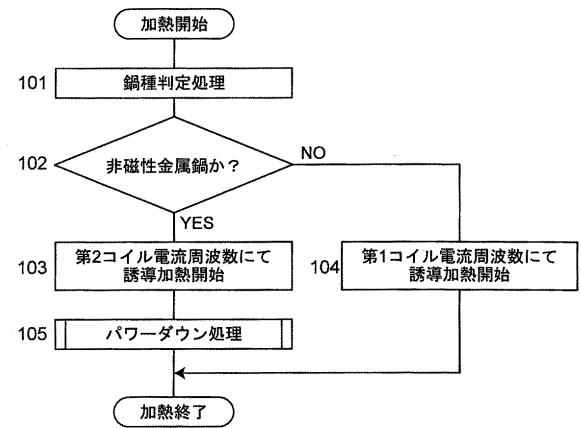 加熱開始
101
鍋種判定処理
102
非磁性金属鍋か？
NO
YES
103
第2コイル電流周波数にて
誘導加熱開始
104
第1コイル電流周波数にて
誘導加熱開始
105
パワーダウン処理
加熱終了